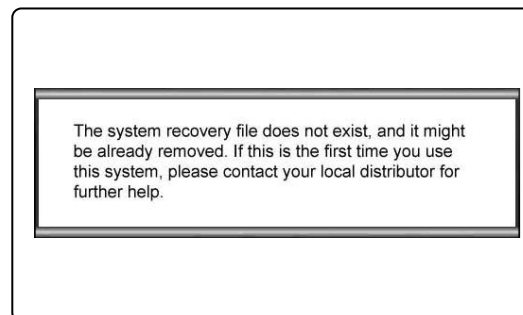 The system recovery file does not exist, and it might
be already removed. If this is the first time you use
this system, please contact your local distributor for
further help.